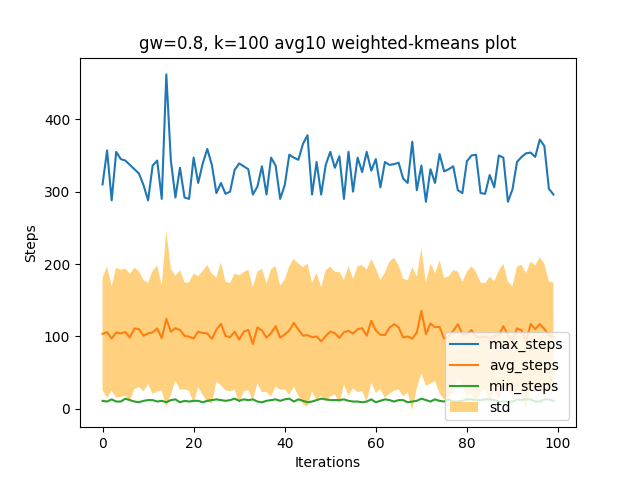 gw=0.8, k=100 avg10 weighted-kmeans plot
Steps
400
300
200
100
0
max_steps
avg_steps
min_steps
std
0
20
40
60
80
100
Iterations